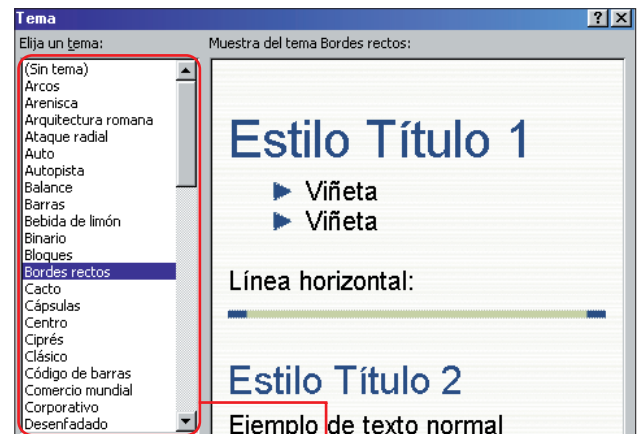 Tema
Elija un tema:
Muestra del tema Bordes rectos:
(Sin tema)
Arcos
Arenisca
Arquitectura romana
Ataque radial
Auto
Autopista
Balance
Barras
Bebida de limón
Binario
Bloques
Bordes rectos
Cacto
Cápsulas
Centro
Ciprés
Clásico
Código de barras
Comercio mundial
Corporativo
Desenfadado
Estilo Título 1
Viñeta
Viñeta
Línea horizontal:
Estilo Título 2
Ejemplo de texto normal